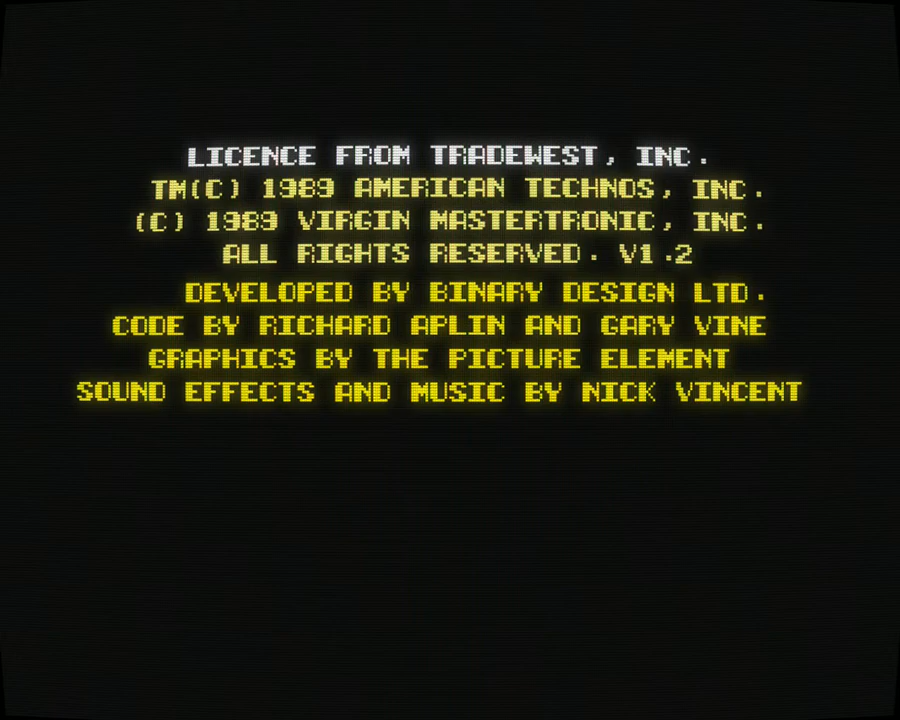 LICENCE FROM TRADEWEST, INC.
TM(C) 1989 AMERICAN TECHNOS, INC.
(C) 1989 VIRGIN MASTERTRONIC, INC.
ALL RIGHTS RESERVED. V1.2
DEVELOPED BY BINARY DESIGN LTD.
CODE BY RICHARD APLIN AND GARY VINE
GRAPHICS BY THE PICTURE ELEMENT
SOUND EFFECTS AND MUSIC BY NICK VINCENT